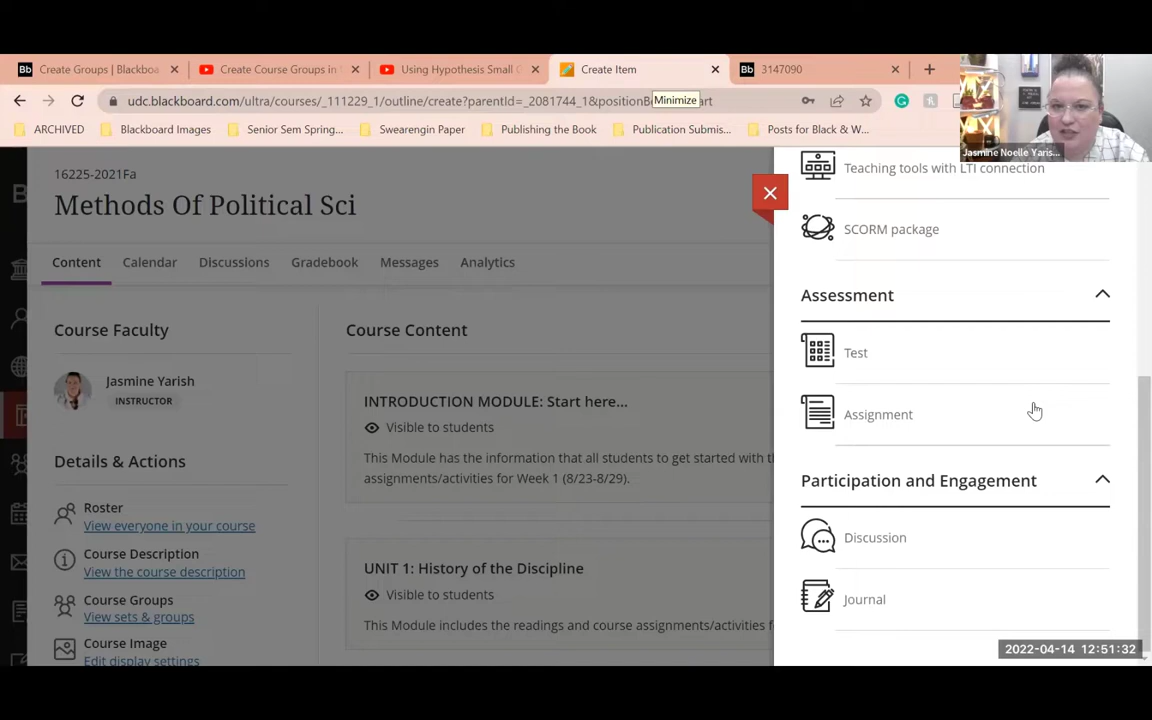 Bb Create Groups | Blackboa
Create Course Groups in
Using Hypothesis Small G
Create Item
Bb 3147090
udc.blackboard.com/ultra/courses/_111229_1/outline/create?parentId=_2081744_1&positionB
Minimize
art
ARCHIVED
Blackboard Images
Senior Sem Spring...
Swearengin Paper
Publishing the Book
Publication Submis...
Posts for Black & W...
Jasmine Noelle Yaris...
16225-2021Fa
Methods Of Political Sci
Content
Calendar
Discussions
Gradebook
Messages
Analytics
Course Faculty
Jasmine Yarish
INSTRUCTOR
Details & Actions
Roster
View everyone in your course
Course Description
View the course description
Course Groups
View sets & groups
Course Image
Edit display settings
Course Content
INTRODUCTION MODULE: Start here...
Visible to students
This Module has the information that all students to get started with th
assignments/activities for Week 1 (8/23-8/29).
UNIT 1: History of the Discipline
Visible to students
This Module includes the readings and course assignments/activities fo
Teaching tools with LTI connection
SCORM package
Assessment
Test
Assignment
Participation and Engagement
Discussion
Journal
2022-04-14 12:51:32